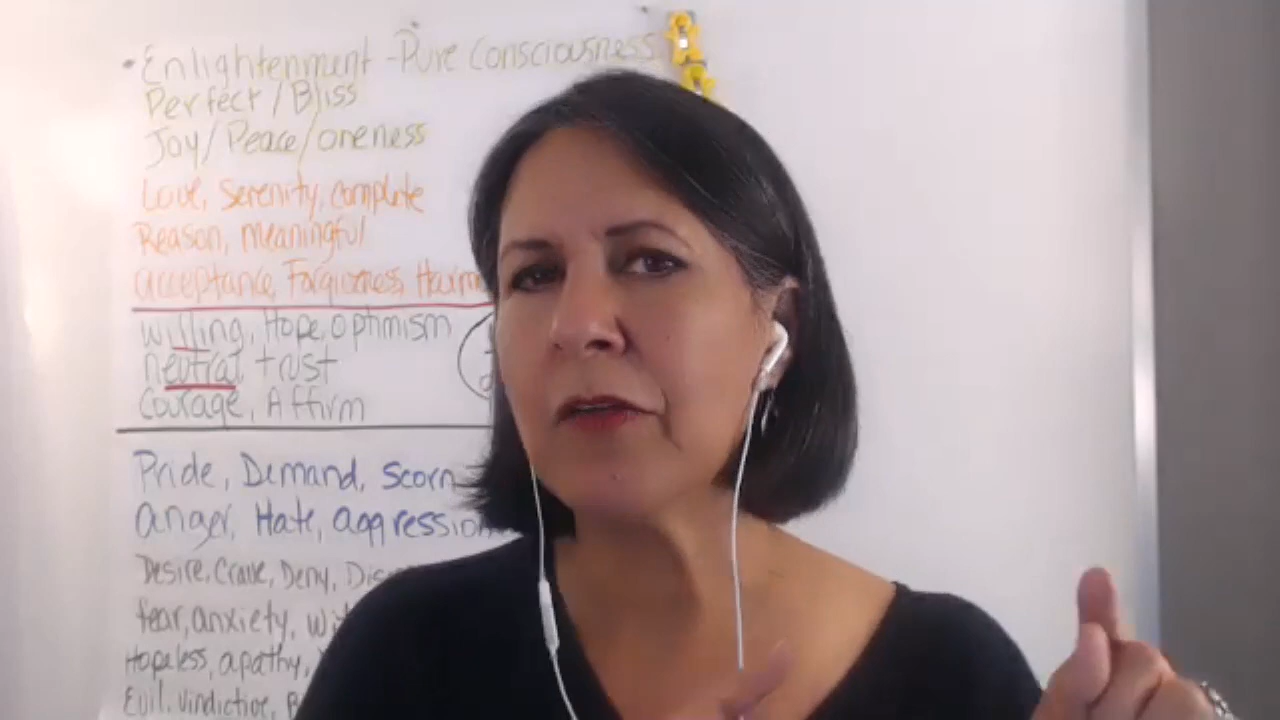 • Enlightenment - Pure Consciousness
Perfect / Bliss
Joy / Peace / oneness
Love, Serenity, complete
Reason, meaningful
acceptance, Forgiveness,
Willing, Hope, optimism
neutral, trust
Courage, Affirm
Pride, Demand, Scorn
anger, Hate, aggression
Desire, Crave, Deny,
fear, anxiety,
Hopeless, apathy,
Evil, Vindictive,